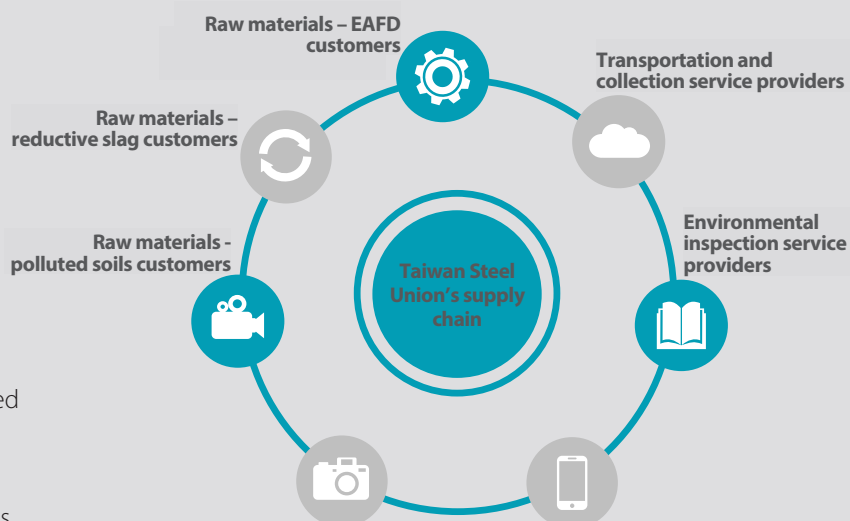 Raw materials – EAFD
customers
Transportation and
collection service providers
Raw materials –
reductive slag customers
Environmental
inspection service
providers
Raw materials -
polluted soils customers
Taiwan Steel
Union's supply
chain
ed
s